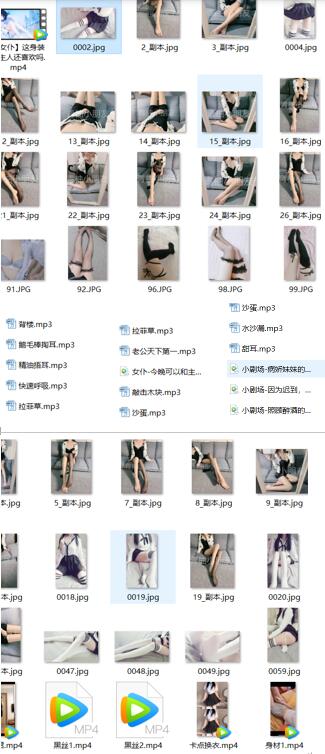 女仆】这身装
主人还喜欢吗.
mp4
0002.jpg
2_副本.jpg
3_副本.jpg
0004.jpg
2_副本.jpg
13_副本.jpg
14_副本.jpg
15_副本.jpg
16_副本.jpg
21_副本.jpg
22_副本.jpg
23_副本.jpg
24_副本.jpg
26_副本.jpg
91.JPG
92.JPG
96.JPG
98.JPG
99.JPG
背楼.mp3
鹅毛棒掏耳.mp3
精油捂耳.mp3
快速呼吸.mp3
拉菲草.mp3
拉菲草.mp3
老公天下第一.mp3
女仆-今晚可以和主...
敲击木块.mp3
沙蛋.mp3
沙蛋.mp3
水沙漏.mp3
甜耳.mp3
小剧场-病娇妹妹的...
小剧场-因为迟到，...
小剧场-照顾醉酒的...
本.jpg
5_副本.jpg
7_副本.jpg
8_副本.jpg
9_副本.jpg
本.jpg
0018.jpg
0019.jpg
19_副本.jpg
0020.jpg
本.jpg
0047.jpg
0048.jpg
0049.jpg
0059.jpg
MP4
MP4
.mp4
黑丝1.mp4
黑丝2.mp4
卡点换衣.mp4
身材1.mp4